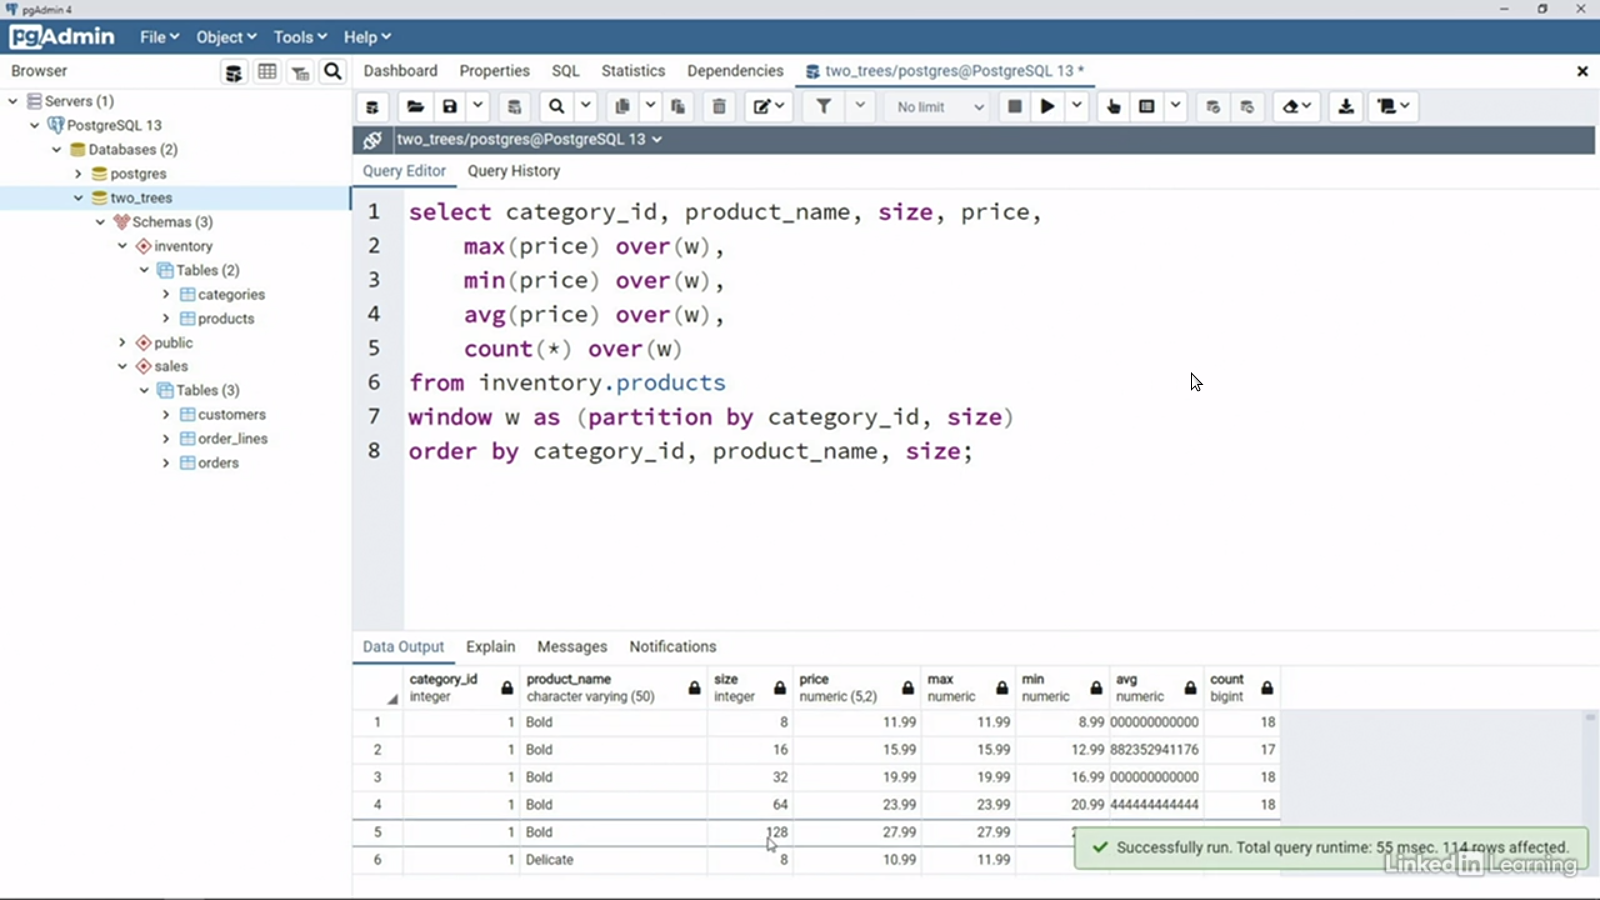 pgAdmin 4
pgAdmin File Object Tools Help
Browser
Dashboard Properties SQL Statistics Dependencies two_trees/postgres@PostgreSQL 13 *
Servers (1)
PostgreSQL 13
Databases (2)
postgres
two_trees
Schemas (3)
inventory
Tables (2)
categories
products
public
sales
Tables (3)
customers
order_lines
orders
No limit
two_trees/postgres@PostgreSQL 13
Query Editor Query History
1 select category_id, product_name, size, price,
2 max(price) over(w),
3 min(price) over(w),
4 avg(price) over(w),
5 count(*) over(w)
6 from inventory.products
7 window w as (partition by category_id, size)
8 order by category_id, product_name, size;
Data Output Explain Messages Notifications
category_id product_name size price max min avg count
integer character varying (50) integer numeric (5,2) numeric numeric numeric bigint
1 1 Bold 8 11.99 11.99 8.99 000000000000 18
2 1 Bold 16 15.99 15.99 12.99 882352941176 17
3 1 Bold 32 19.99 19.99 16.99 000000000000 18
4 1 Bold 64 23.99 23.99 20.99 444444444444 18
5 1 Bold 128 27.99 27.99
6 1 Delicate 8 10.99 11.99
Successfully run. Total query runtime: 55 msec. 114 rows affected.
LinkedIn Learning